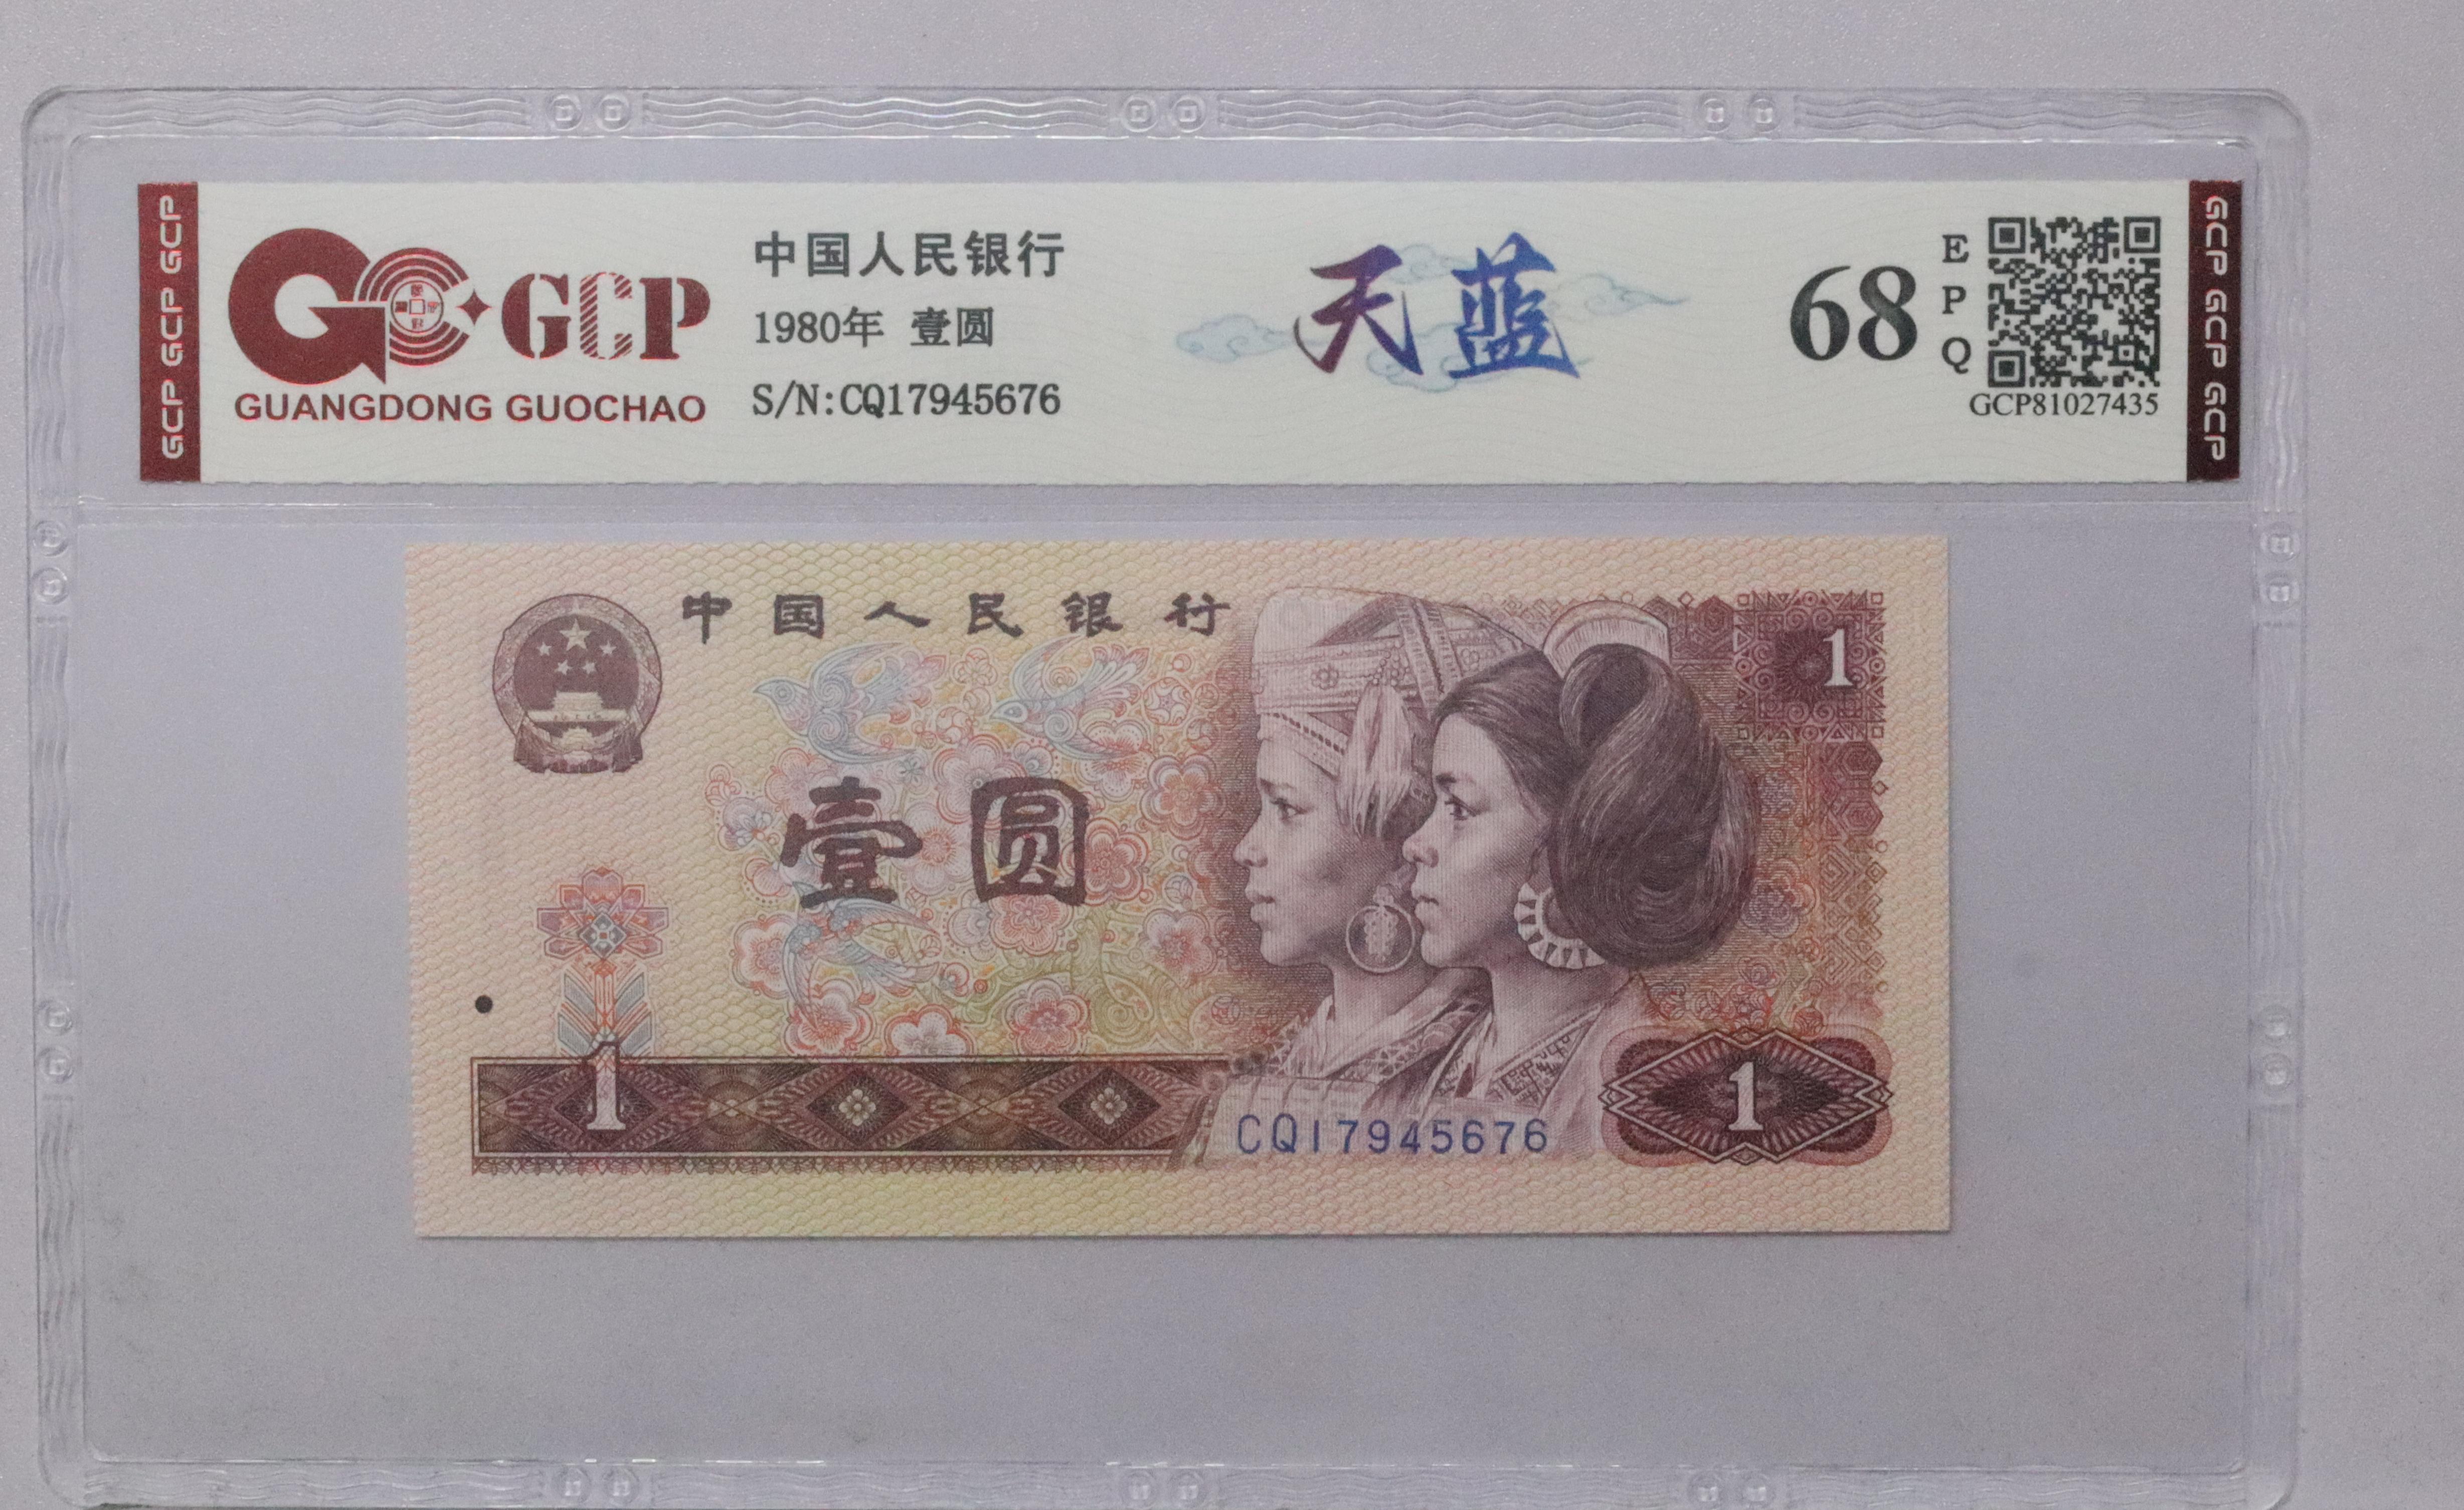 GCP GCP GCP
GCP
GUANGDONG GUOCHAO
中国人民银行
1980年 壹圆
S/N:CQ17945676
天蓝
68
E
P
Q
GCP81027435
GCP GCP GCP
中国人民银行
1
壹圆
1
1
CQ17945676